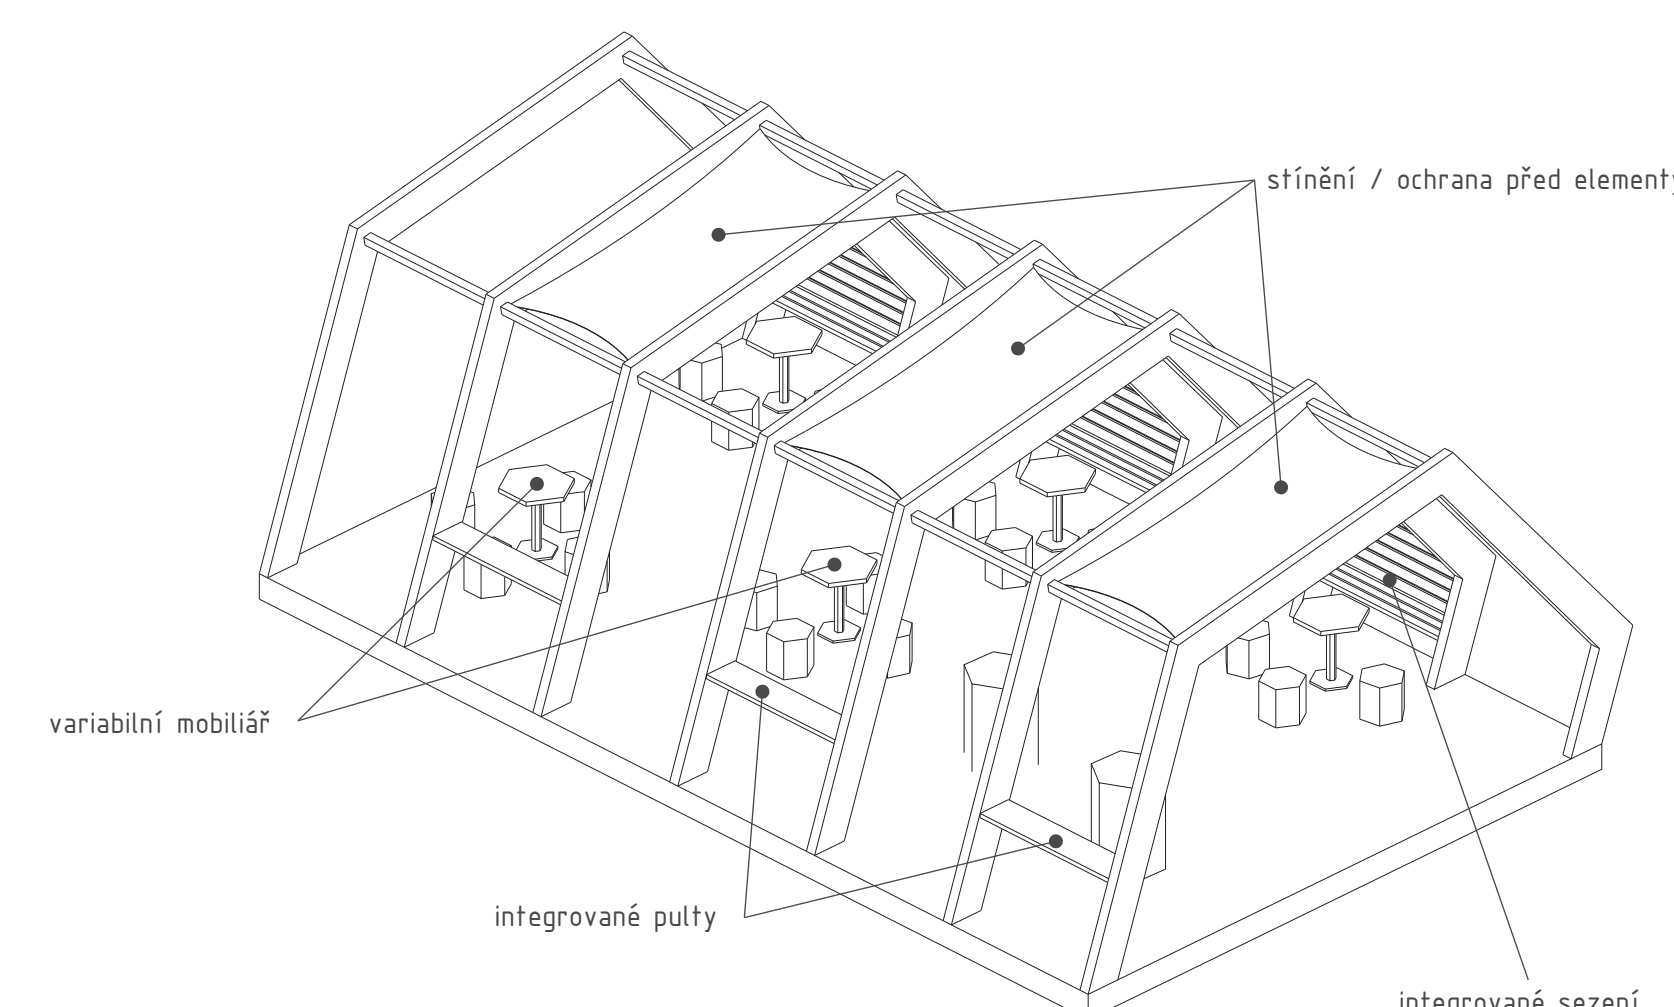 stínění / ochrana před elementy
variabilní mobiliář
integrované pulty
integrované sezení